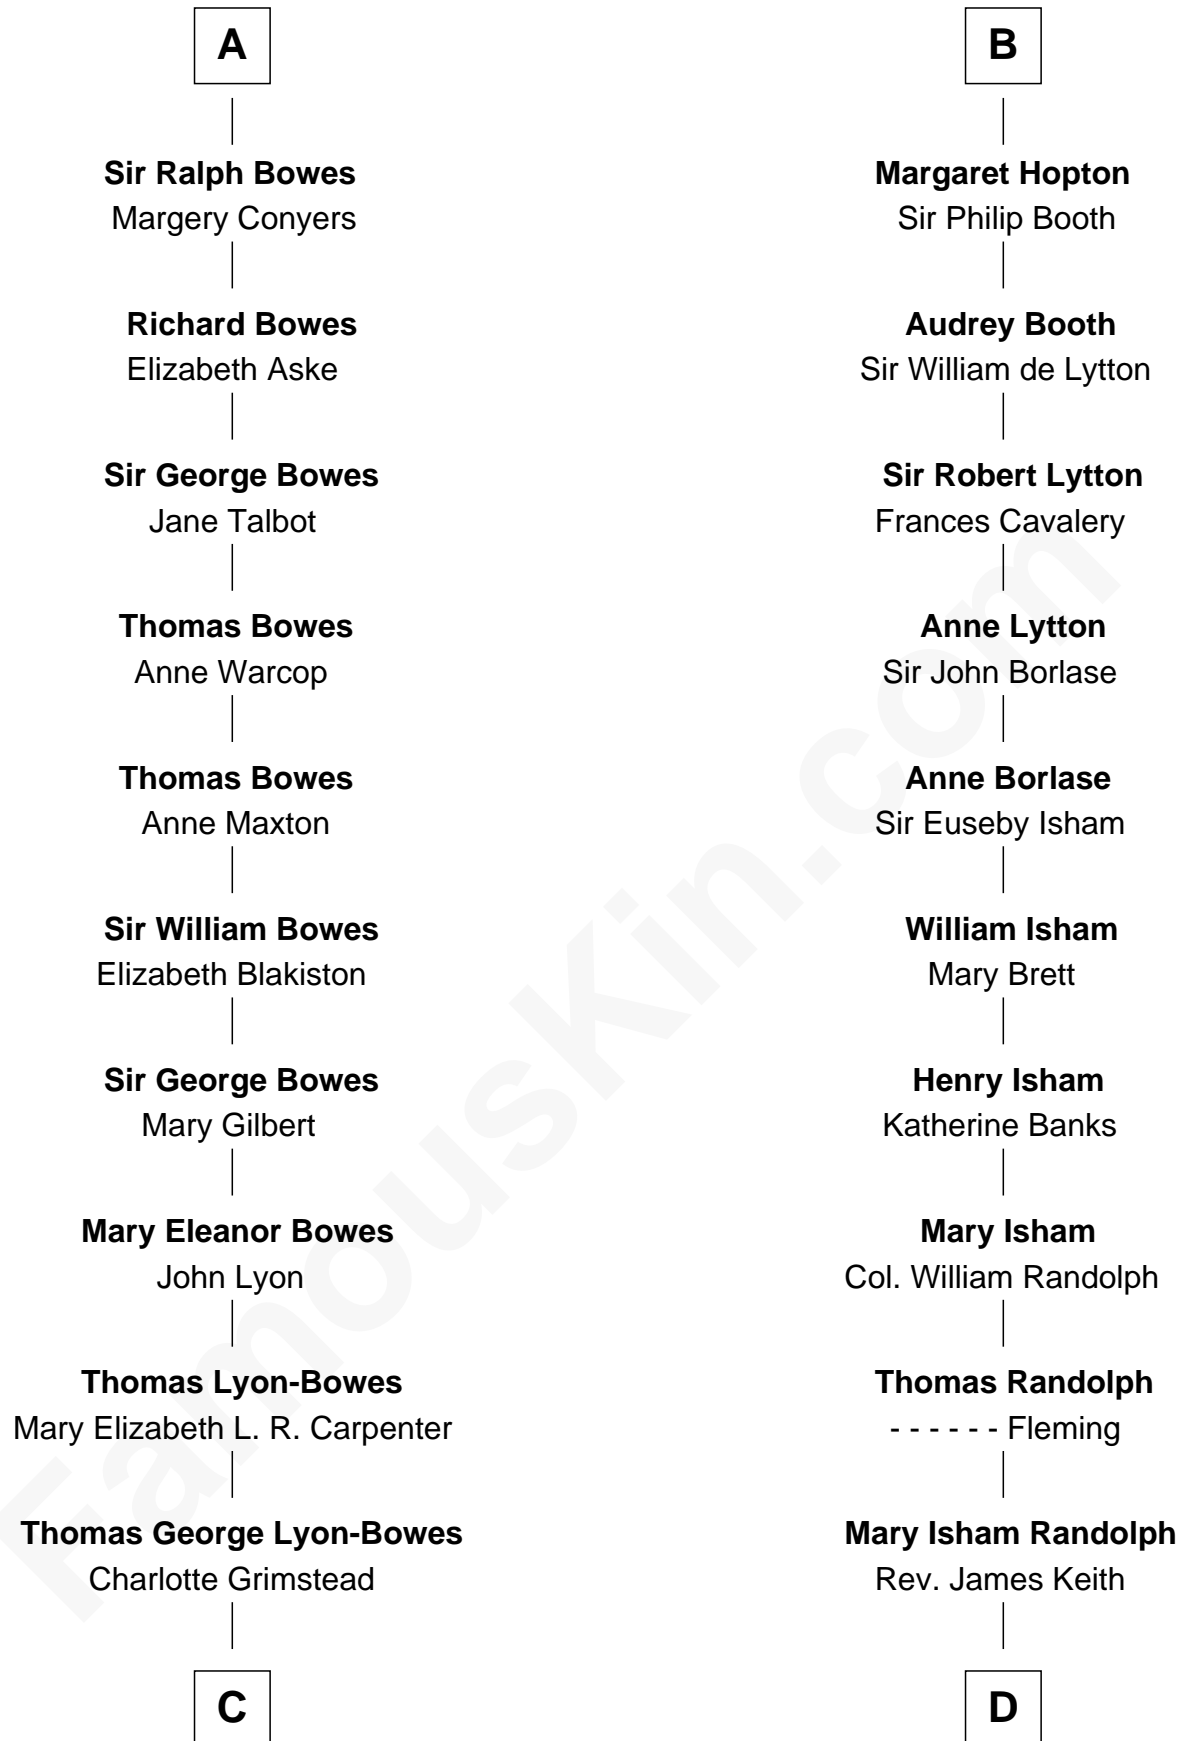 A
Sir Ralph Bowes
Margery Conyers
Richard Bowes
Elizabeth Aske
Sir George Bowes
Jane Talbot
Thomas Bowes
Anne Warcop
Thomas Bowes
Anne Maxton
Sir William Bowes
Elizabeth Blakiston
Sir George Bowes
Mary Gilbert
Mary Eleanor Bowes
John Lyon
Thomas Lyon-Bowes
Mary Elizabeth L. R. Carpenter
Thomas George Lyon-Bowes
Charlotte Grimstead
C
B
Margaret Hopton
Sir Philip Booth
Audrey Booth
Sir William de Lytton
Sir Robert Lytton
Frances Cavalery
Anne Lytton
Sir John Borlase
Anne Borlase
Sir Euseby Isham
William Isham
Mary Brett
Henry Isham
Katherine Banks
Mary Isham
Col. William Randolph
Thomas Randolph
- - - - - - Fleming
Mary Isham Randolph
Rev. James Keith
D
FamousKin.com